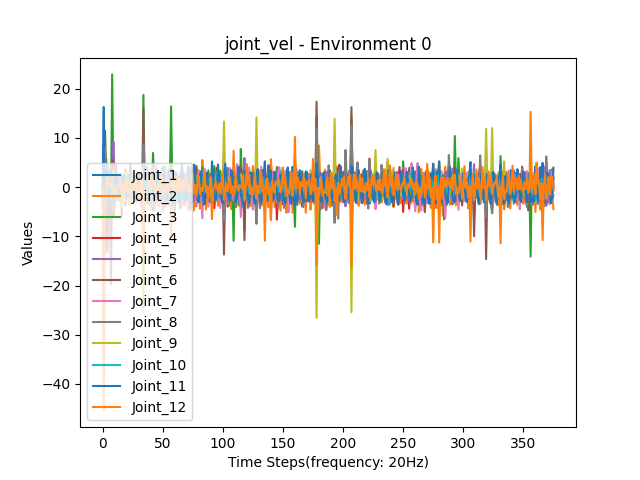 joint_vel - Environment 0
Values
20
10
0
−10
−20
−30
−40
Joint_1
Joint_2
Joint_3
Joint_4
Joint_5
Joint_6
Joint_7
Joint_8
Joint_9
Joint_10
Joint_11
Joint_12
0 50 100 150 200 250 300 350
Time Steps(frequency: 20Hz)